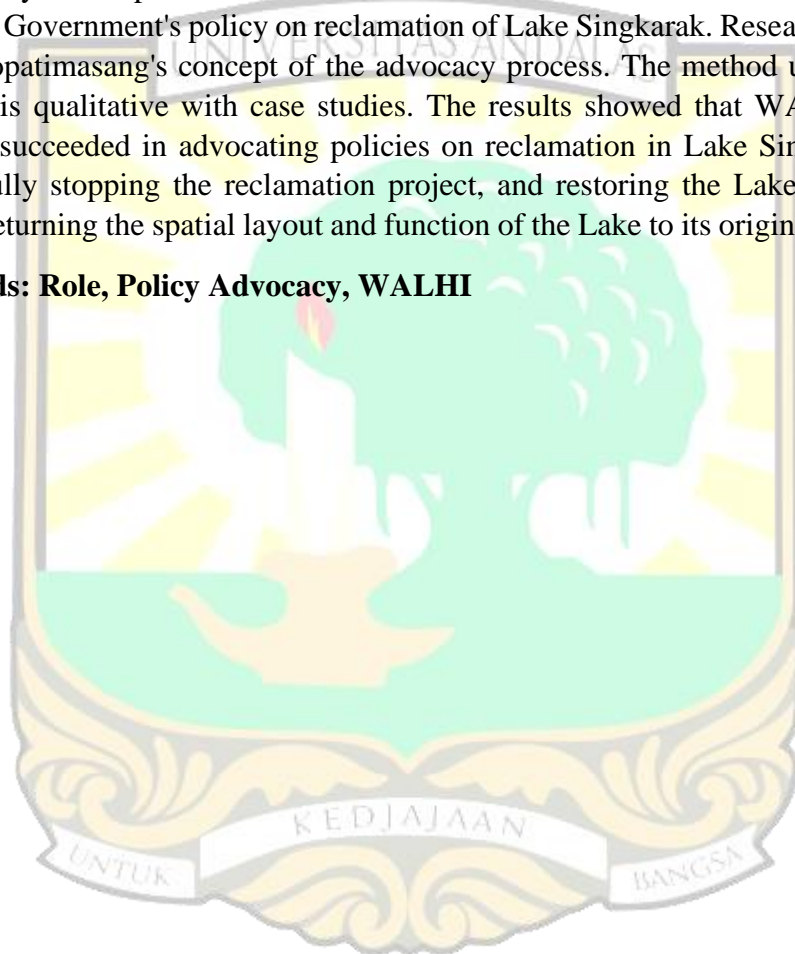 Government's policy on reclamation of Lake Singkarak. Resea
opatimasang's concept of the advocacy process. The method u
is qualitative with case studies. The results showed that WA
succeeded in advocating policies on reclamation in Lake Sin
ully stopping the reclamation project, and restoring the Lake
eturning the spatial layout and function of the Lake to its origin
ds: Role, Policy Advocacy, WALHI
UNIVERSITAS ANDALAS
KEDJAJAAN
UNTUK
BANGSA